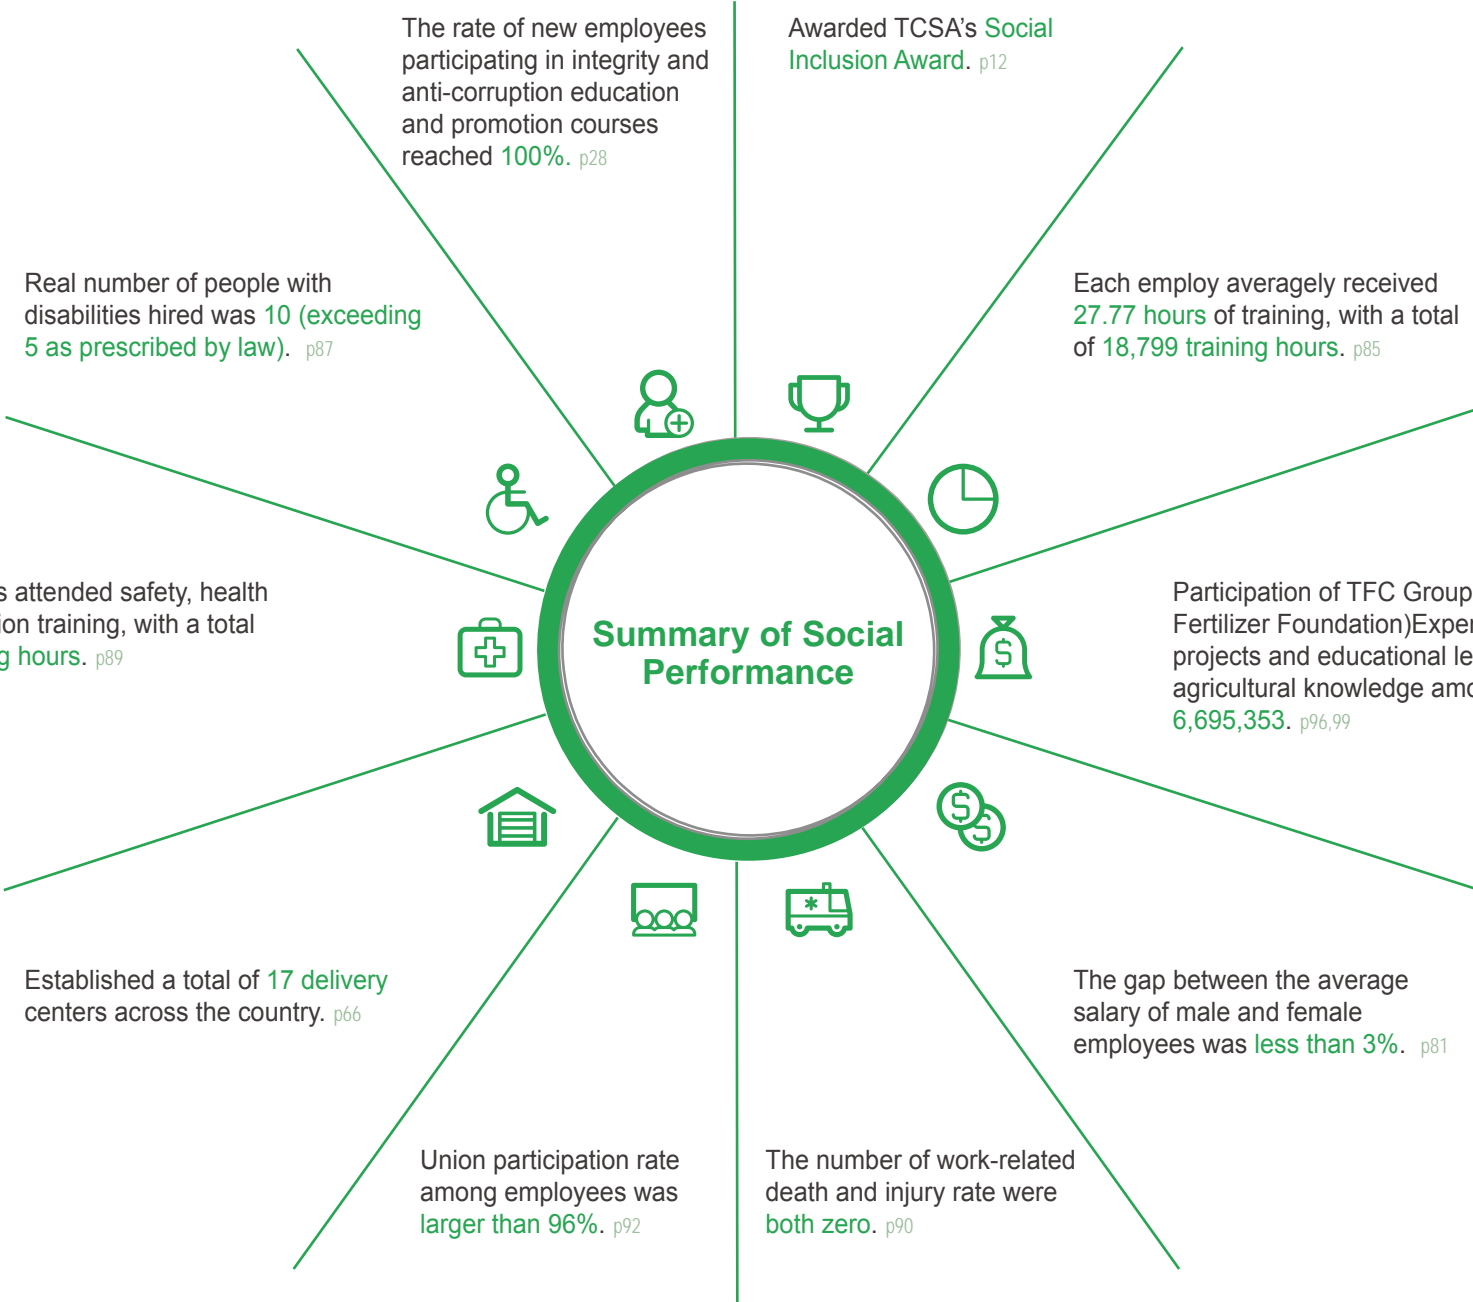 The rate of new employees
participating in integrity and
anti-corruption education
and promotion courses
reached 100%. p28
Awarded TCSA’s Social
Inclusion Award. p12
Real number of people with
disabilities hired was 10 (exceeding
5 as prescribed by law). p87
Each employ averagely received
27.77 hours of training, with a total
of 18,799 training hours. p85
attended safety, health
training, with a total
hours. p89
Summary of Social
Performance
Participation of TFC Group
Fertilizer Foundation)
projects and educational
agricultural knowledge
6,695,353. p96,99
Established a total of 17 delivery
centers across the country. p66
The gap between the average
salary of male and female
employees was less than 3%. p81
Union participation rate
among employees was
larger than 96%. p92
The number of work-related
death and injury rate were
both zero. p90